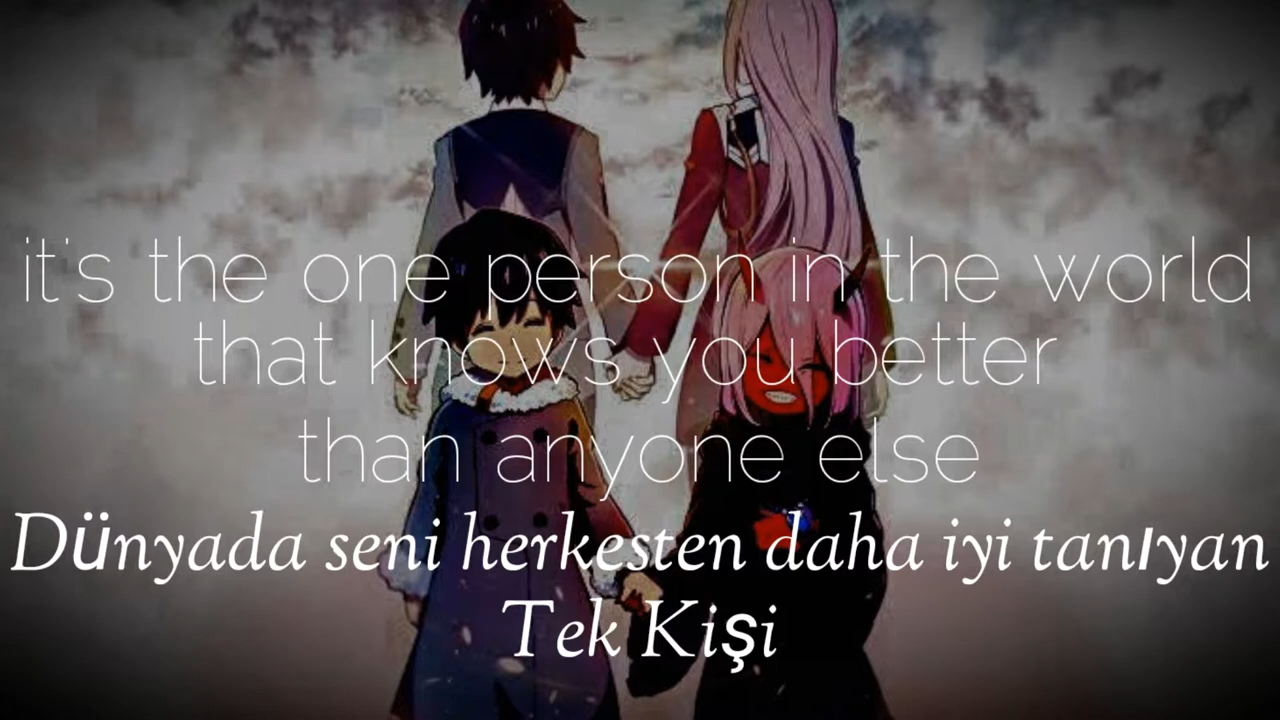 it's the one person in the world
that knows you better
than anyone else
Dünyada seni herkesten daha iyi tanıyan
Tek Kişi